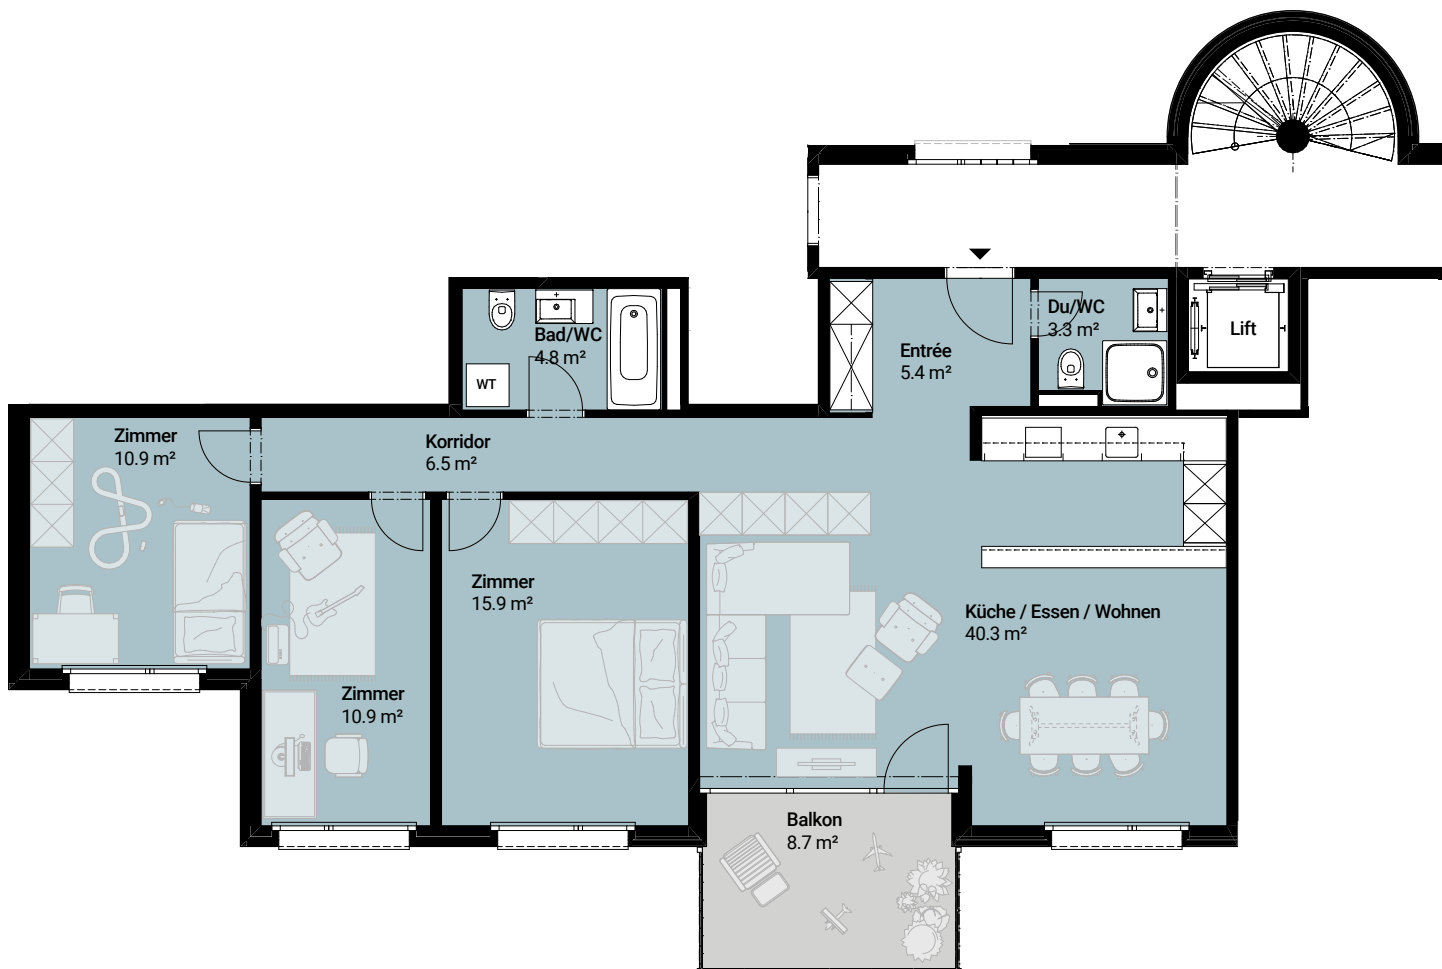 Du/WC
3.3 m²
Lift
Bad/WC
4.8 m²
Entrée
5.4 m²
WT
Zimmer
10.9 m²
Korridor
6.5 m²
Zimmer
15.9 m²
Küche / Essen / Wohnen
40.3 m²
Zimmer
10.9 m²
Balkon
8.7 m²